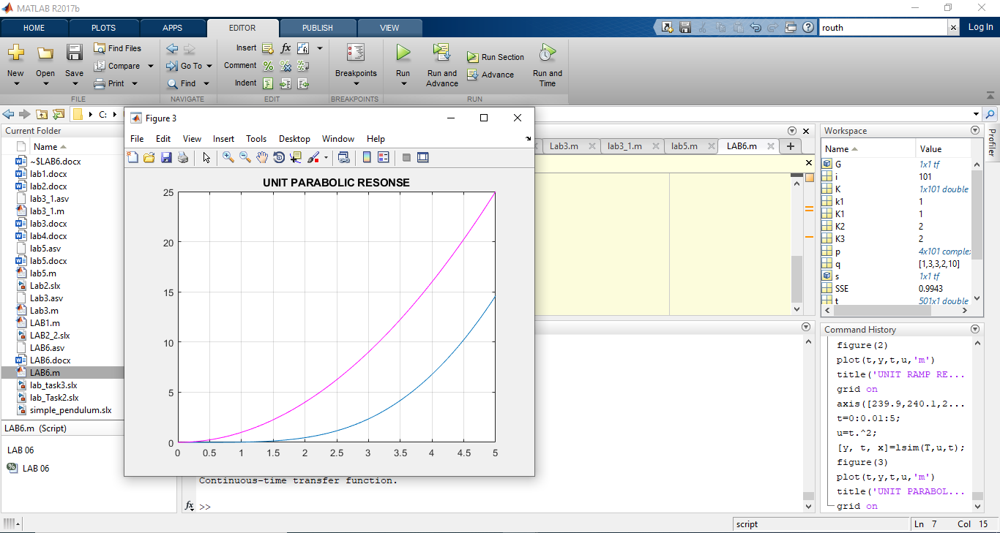 MATLAB R2017b
HOME PLOTS APPS EDITOR PUBLISH VIEW routh Log In
Find Files Insert fx fi
New Open Save Compare Go To Comment Breakpoints Run Run and Advance Run Section Run and Time
Print Find Indent Advance
FILE NAVIGATE EDIT BREAKPOINTS RUN
C:
Current Folder
Name
~$LAB6.docx
lab1.docx
lab2.docx
lab3_1.asv
lab3_1.m
lab3.docx
lab4.docx
lab5.asv
lab5.docx
lab5.m
Lab2.slx
Lab3.asv
Lab3.m
LAB1.m
LAB2_2.slx
LAB6.asv
LAB6.docx
LAB6.m
lab_task3.slx
lab_Task2.slx
simple_pendulum.slx
LAB6.m (Script)
LAB 06
LAB 06
Figure 3
File Edit View Insert Tools Desktop Window Help
UNIT PARABOLIC RESONSE
25
20
15
10
5
0
0 0.5 1 1.5 2 2.5 3 3.5 4 4.5 5
Lab3.m lab3_1.m lab5.m LAB6.m
Continuous-time transfer function.
fx >>
Workspace
Name Value
G 1x1 tf
i 101
K 1x101 double
k1 1
K1 1
K2 2
K3 2
p 4x101 complex
q [1,3,3,2,10]
s 1x1 tf
SSE 0.9943
t 501x1 double
Profiler
Command History
figure(2)
plot(t,y,t,u,'m')
title('UNIT RAMP RE...
grid on
axis([239.9,240.1,2...
t=0:0.01:5;
u=t.^2;
[y, t, x]=lsim(T,u,t);
figure(3)
plot(t,y,t,u,'m')
title('UNIT PARABOL...
grid on
script Ln 7 Col 15